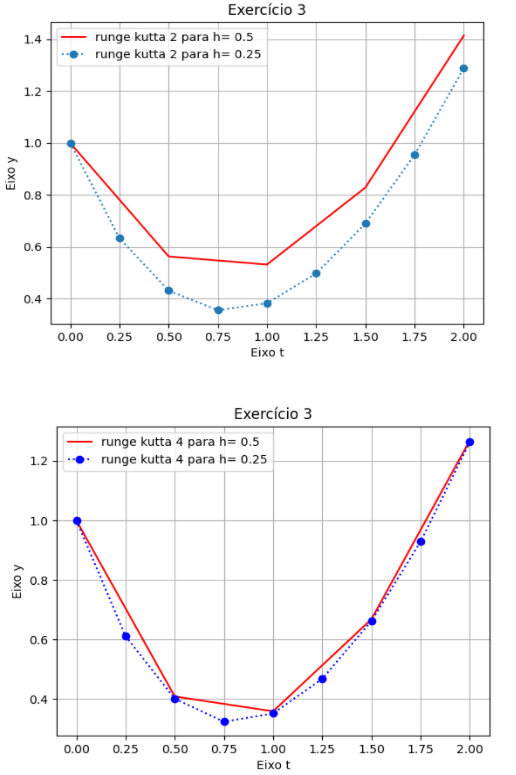 Exercício 3
runge kutta 2 para h= 0.5
runge kutta 2 para h= 0.25
1.4
1.2
1.0
0.8
0.6
0.4
Eixo y
0.00 0.25 0.50 0.75 1.00 1.25 1.50 1.75 2.00
Eixo t
Exercício 3
runge kutta 4 para h= 0.5
runge kutta 4 para h= 0.25
1.2
1.0
0.8
0.6
0.4
Eixo y
0.00 0.25 0.50 0.75 1.00 1.25 1.50 1.75 2.00
Eixo t